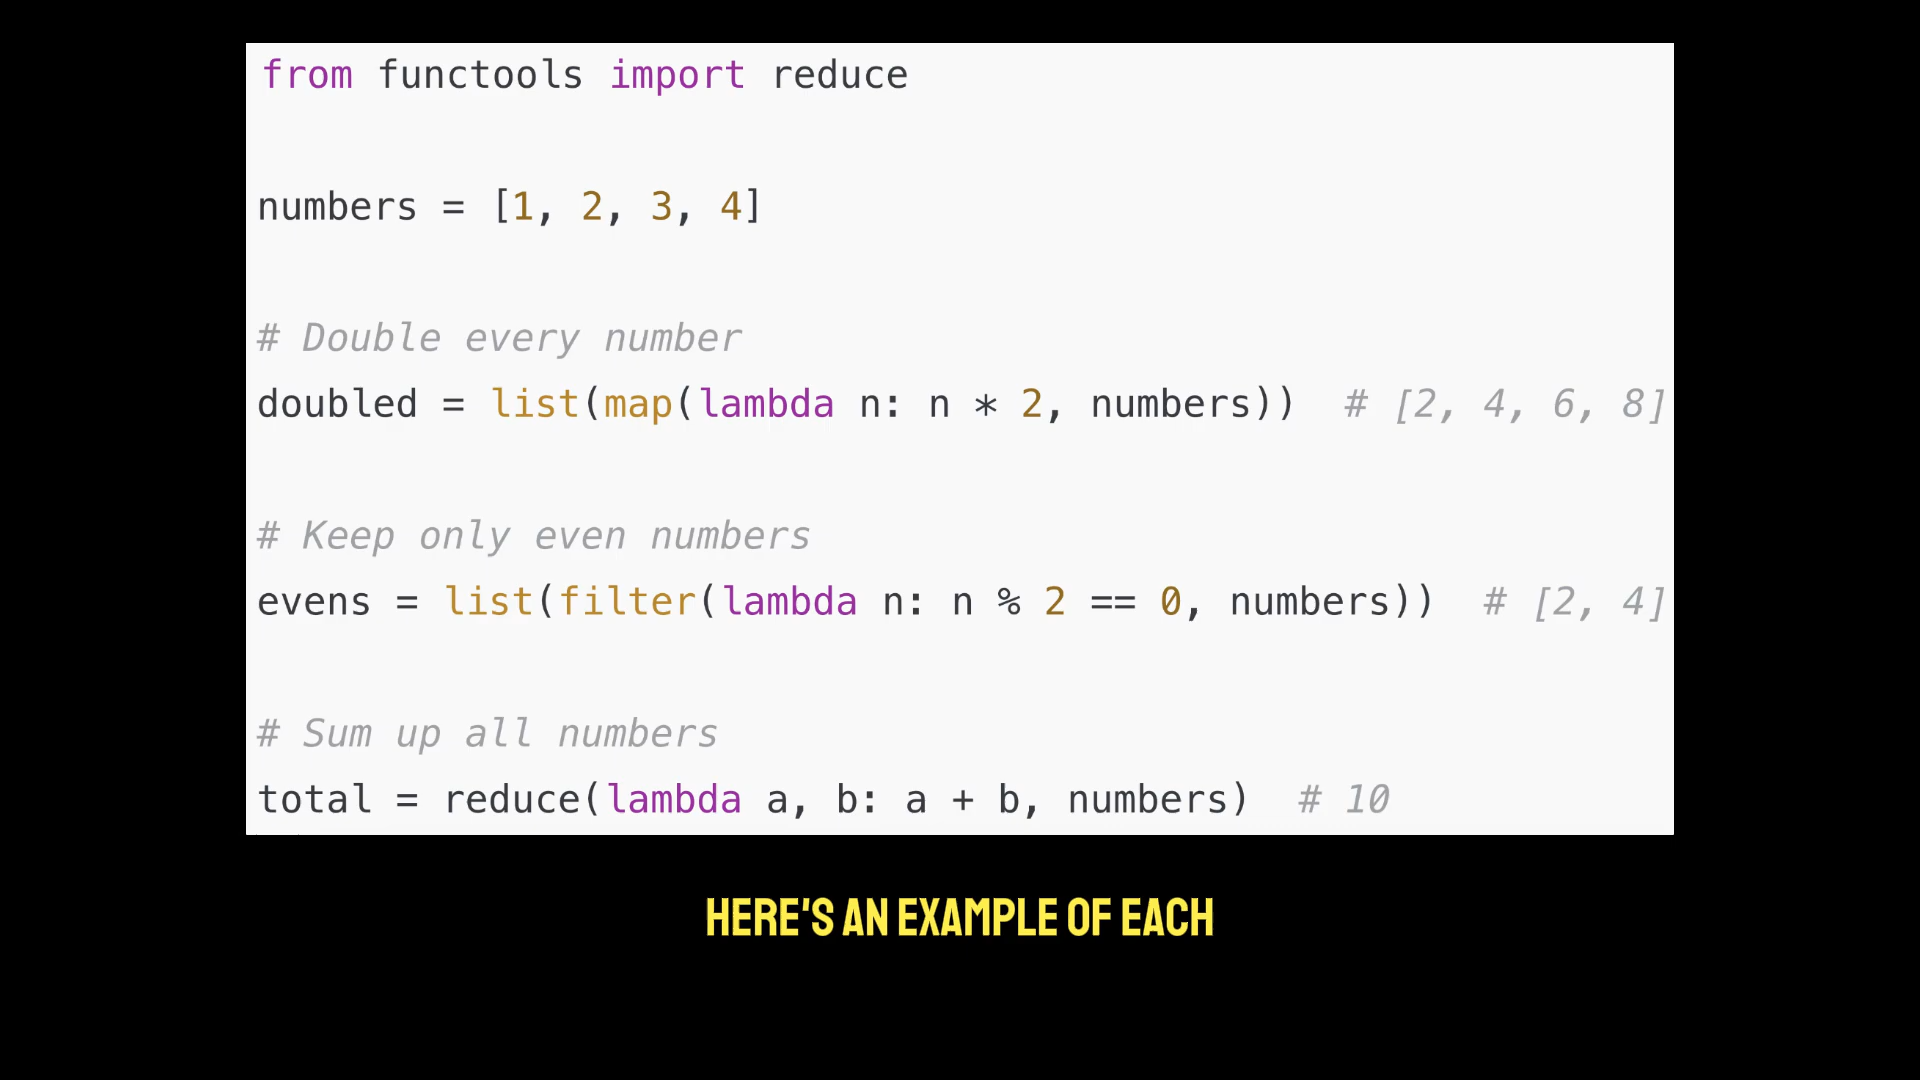 from functools import reduce
numbers = [1, 2, 3, 4]
# Double every number
doubled = list(map(lambda n: n * 2, numbers))  # [2, 4, 6, 8]
# Keep only even numbers
evens = list(filter(lambda n: n % 2 == 0, numbers))  # [2, 4]
# Sum up all numbers
total = reduce(lambda a, b: a + b, numbers)  # 10
HERE'S AN EXAMPLE OF EACH